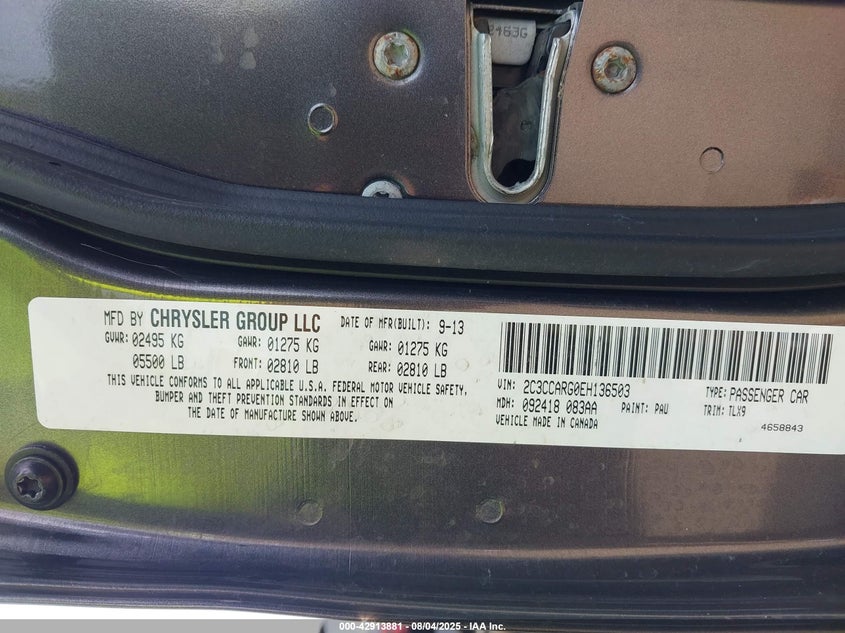 0463G
MFD BY CHRYSLER GROUP LLC DATE OF MFR(BUILT): 9-13
GVWR: 02495 KG GAWR: 01275 KG GAWR: 01275 KG
05500 LB FRONT: 02810 LB REAR: 02810 LB
THIS VEHICLE CONFORMS TO ALL APPLICABLE U.S.A. FEDERAL MOTOR VEHICLE SAFETY,
BUMPER AND THEFT PREVENTION STANDARDS IN EFFECT ON
THE DATE OF MANUFACTURE SHOWN ABOVE.
VIN: 2C3CCARG0EH136503 TYPE: PASSENGER CAR
MDH: 092418 083AA PAINT: PAU TRIM: TLX9
VEHICLE MADE IN CANADA 4658843
000-42913881 - 08/04/2025 - IAA Inc.